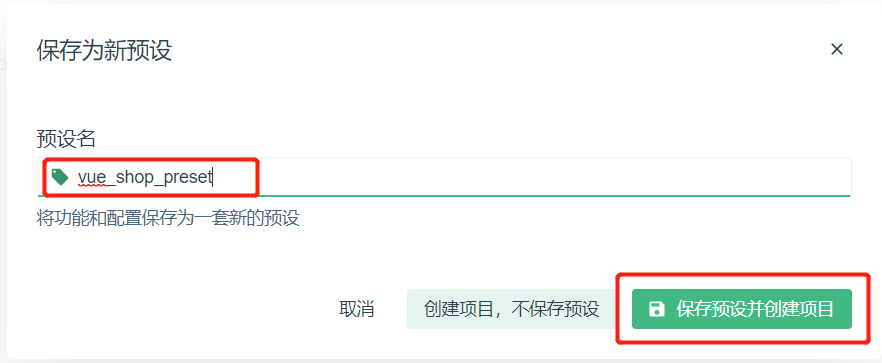 保存为新预设
预设名
vue_shop_preset
将功能和配置保存为一套新的预设
取消 创建项目，不保存预设 保存预设并创建项目